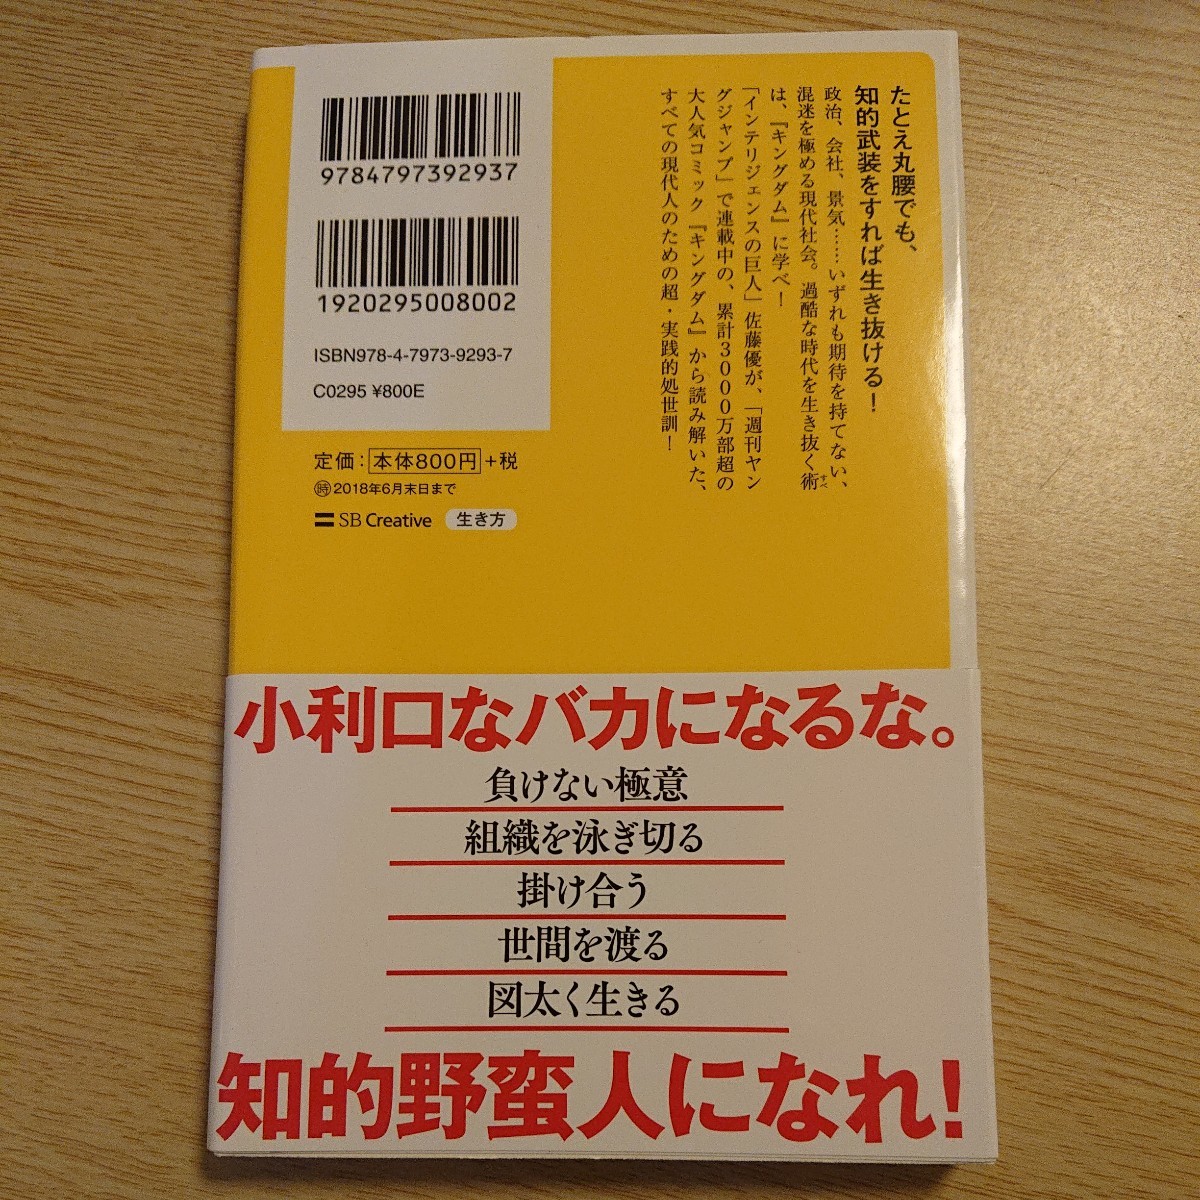 たとえ丸腰でも、
知的武装をすれば生き抜ける！
政治、会社、景気……いずれも期待を持てない、
混迷を極める現代社会。過酷な時代を生き抜く術すべ
は、『キングダム』に学べ！
「インテリジェンスの巨人」佐藤優が、「週刊ヤン
グジャンプ」で連載中の、累計3000万部超の
大人気コミック『キングダム』から読み解いた、
すべての現代人のための超・実践的処世訓！
9784797392937
1920295008002
ISBN978-4-7973-9293-7
C0295 ¥800E
定価：本体800円+税
時2018年6月末日まで
SB Creative 生き方
小利口なバカになるな。
負けない極意
組織を泳ぎ切る
掛け合う
世間を渡る
図太く生きる
知的野蛮人になれ！